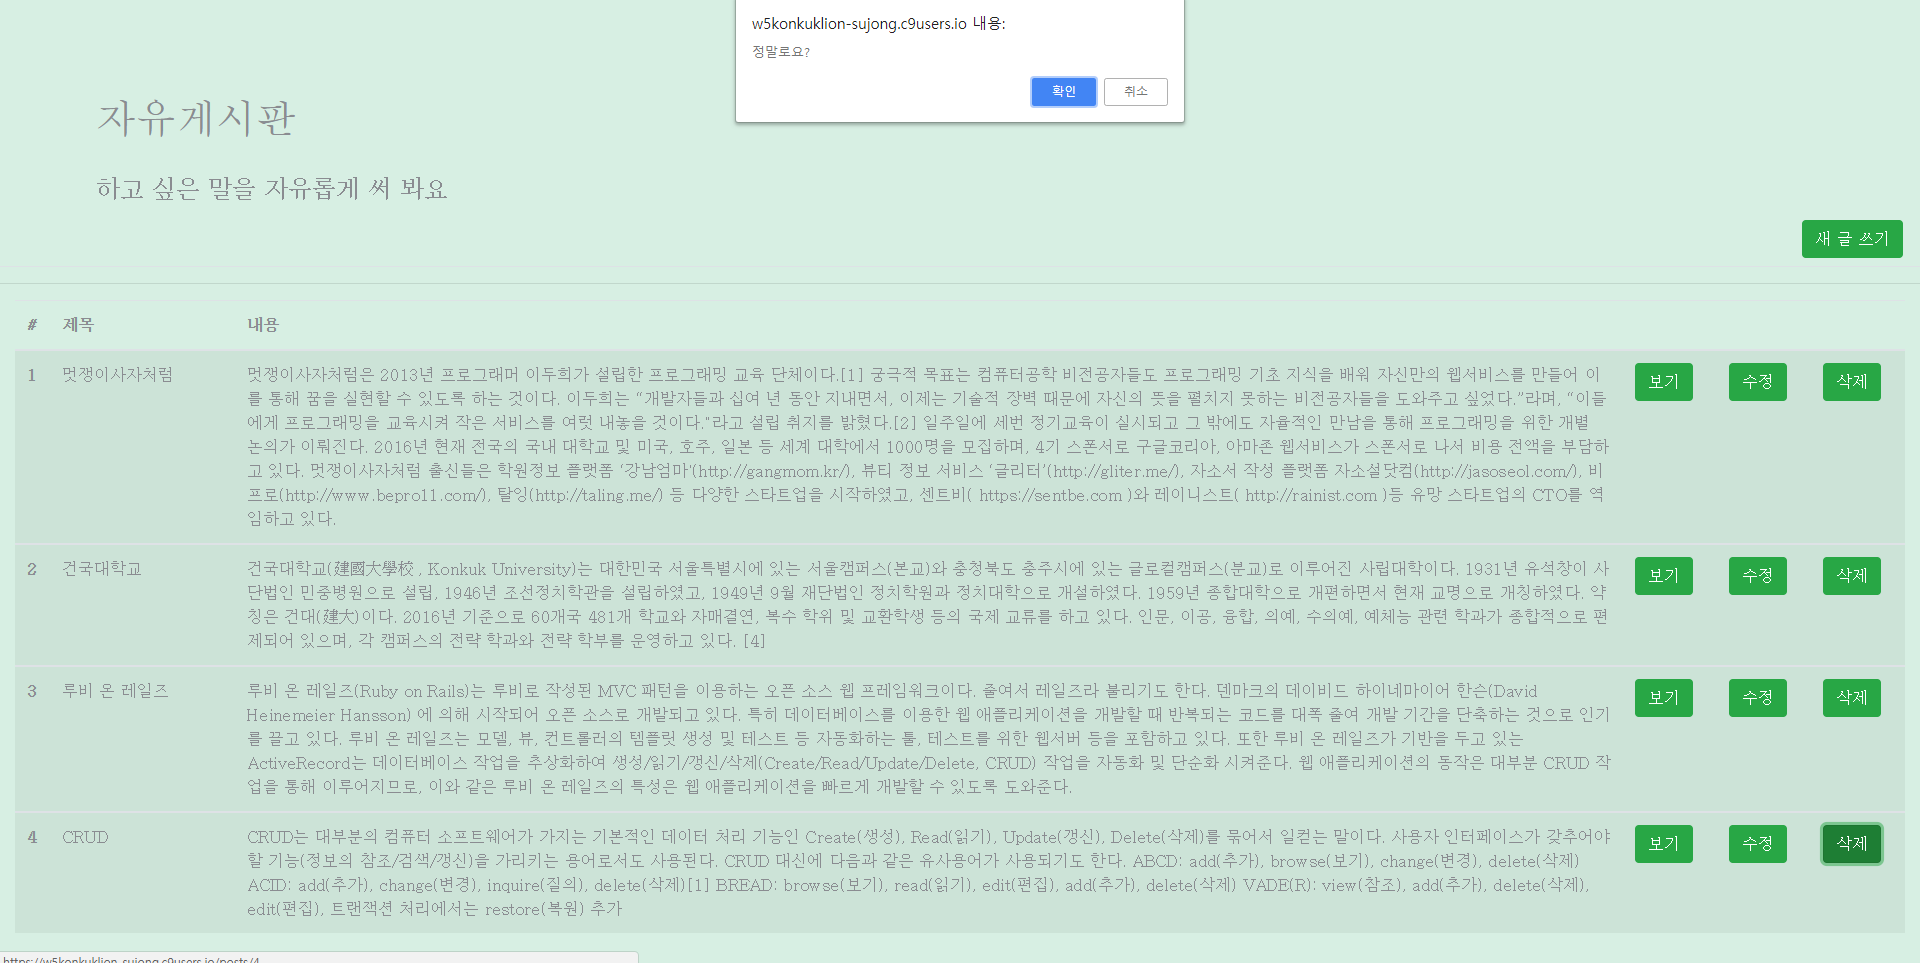 w5konkuklion-sujong.c9users.io 내용:
정말로요?
확인
취소
자유게시판
하고 싶은 말을 자유롭게 써 봐요
새 글 쓰기
# 제목 내용
1 멋쟁이사자처럼 멋쟁이사자처럼은 2013년 프로그래머 이두희가 설립한 프로그래밍 교육 단체이다.[1] 궁극적 목표는 컴퓨터공학 비전공자들도 프로그래밍 기초 지식을 배워 자신만의 웹서비스를 만들어 이 보기 수정 삭제
를 통해 꿈을 실현할 수 있도록 하는 것이다. 이두희는 “개발자들과 십여 년 동안 지내면서, 이제는 기술적 장벽 때문에 자신의 뜻을 펼치지 못하는 비전공자들을 도와주고 싶었다.”라며, “이들
에게 프로그래밍을 교육시켜 작은 서비스를 여럿 내놓을 것이다.”라고 설립 취지를 밝혔다.[2] 일주일에 세번 정기교육이 실시되고 그 밖에도 자율적인 만남을 통해 프로그래밍을 위한 개별
논의가 이뤄진다. 2016년 현재 전국의 국내 대학교 및 미국, 호주, 일본 등 세계 대학에서 1000명을 모집하며, 4기 스폰서로 구글코리아, 아마존 웹서비스가 스폰서로 나서 비용 전액을 부담하
고 있다. 멋쟁이사자처럼 출신들은 학원정보 플랫폼 ‘강남엄마'(http://gangmom.kr/), 뷰티 정보 서비스 ‘글리터’(http://gliter.me/), 자소서 작성 플랫폼 자소설닷컴(http://jasoseol.com/), 비
프로(http://www.bepro11.com/), 탈잉(http://taling.me/) 등 다양한 스타트업을 시작하였고, 센트비( https://sentbe.com )와 레이니스트( http://rainist.com )등 유망 스타트업의 CTO를 역
임하고 있다.
2 건국대학교 건국대학교(建國大學校 , Konkuk University)는 대한민국 서울특별시에 있는 서울캠퍼스(본교)와 충청북도 충주시에 있는 글로컬캠퍼스(분교)로 이루어진 사립대학이다. 1931년 유석창이 사 보기 수정 삭제
단법인 민중병원으로 설립, 1946년 조선정치학관을 설립하였고, 1949년 9월 재단법인 정치학원과 정치대학으로 개설하였다. 1959년 종합대학으로 개편하면서 현재 교명으로 개칭하였다. 약
칭은 건대(建大)이다. 2016년 기준으로 60개국 481개 학교와 자매결연, 복수 학위 및 교환학생 등의 국제 교류를 하고 있다. 인문, 이공, 융합, 의예, 수의예, 예체능 관련 학과가 종합적으로 편
제되어 있으며, 각 캠퍼스의 전략 학과와 전략 학부를 운영하고 있다. [4]
3 루비 온 레일즈 루비 온 레일즈(Ruby on Rails)는 루비로 작성된 MVC 패턴을 이용하는 오픈 소스 웹 프레임워크이다. 줄여서 레일즈라 불리기도 한다. 덴마크의 데이비드 하이네마이어 한슨(David 보기 수정 삭제
Heinemeier Hansson) 에 의해 시작되어 오픈 소스로 개발되고 있다. 특히 데이터베이스를 이용한 웹 애플리케이션을 개발할 때 반복되는 코드를 대폭 줄여 개발 기간을 단축하는 것으로 인기
를 끌고 있다. 루비 온 레일즈는 모델, 뷰, 컨트롤러의 템플릿 생성 및 테스트 등 자동화하는 툴, 테스트를 위한 웹서버 등을 포함하고 있다. 또한 루비 온 레일즈가 기반을 두고 있는
ActiveRecord는 데이터베이스 작업을 추상화하여 생성/읽기/갱신/삭제(Create/Read/Update/Delete, CRUD) 작업을 자동화 및 단순화 시켜준다. 웹 애플리케이션의 동작은 대부분 CRUD 작
업을 통해 이루어지므로, 이와 같은 루비 온 레일즈의 특성은 웹 애플리케이션을 빠르게 개발할 수 있도록 도와준다.
4 CRUD CRUD는 대부분의 컴퓨터 소프트웨어가 가지는 기본적인 데이터 처리 기능인 Create(생성), Read(읽기), Update(갱신), Delete(삭제)를 묶어서 일컫는 말이다. 사용자 인터페이스가 갖추어야 보기 수정 삭제
할 기능(정보의 참조/검색/갱신)을 가리키는 용어로서도 사용된다. CRUD 대신에 다음과 같은 유사용어가 사용되기도 한다. ABCD: add(추가), browse(보기), change(변경), delete(삭제)
ACID: add(추가), change(변경), inquire(질의), delete(삭제)[1] BREAD: browse(보기), read(읽기), edit(편집), add(추가), delete(삭제) VADE(R): view(참조), add(추가), delete(삭제),
edit(편집), 트랜잭션 처리에서는 restore(복원) 추가
https://w5konkuklion-sujong.c9users.io/posts/4